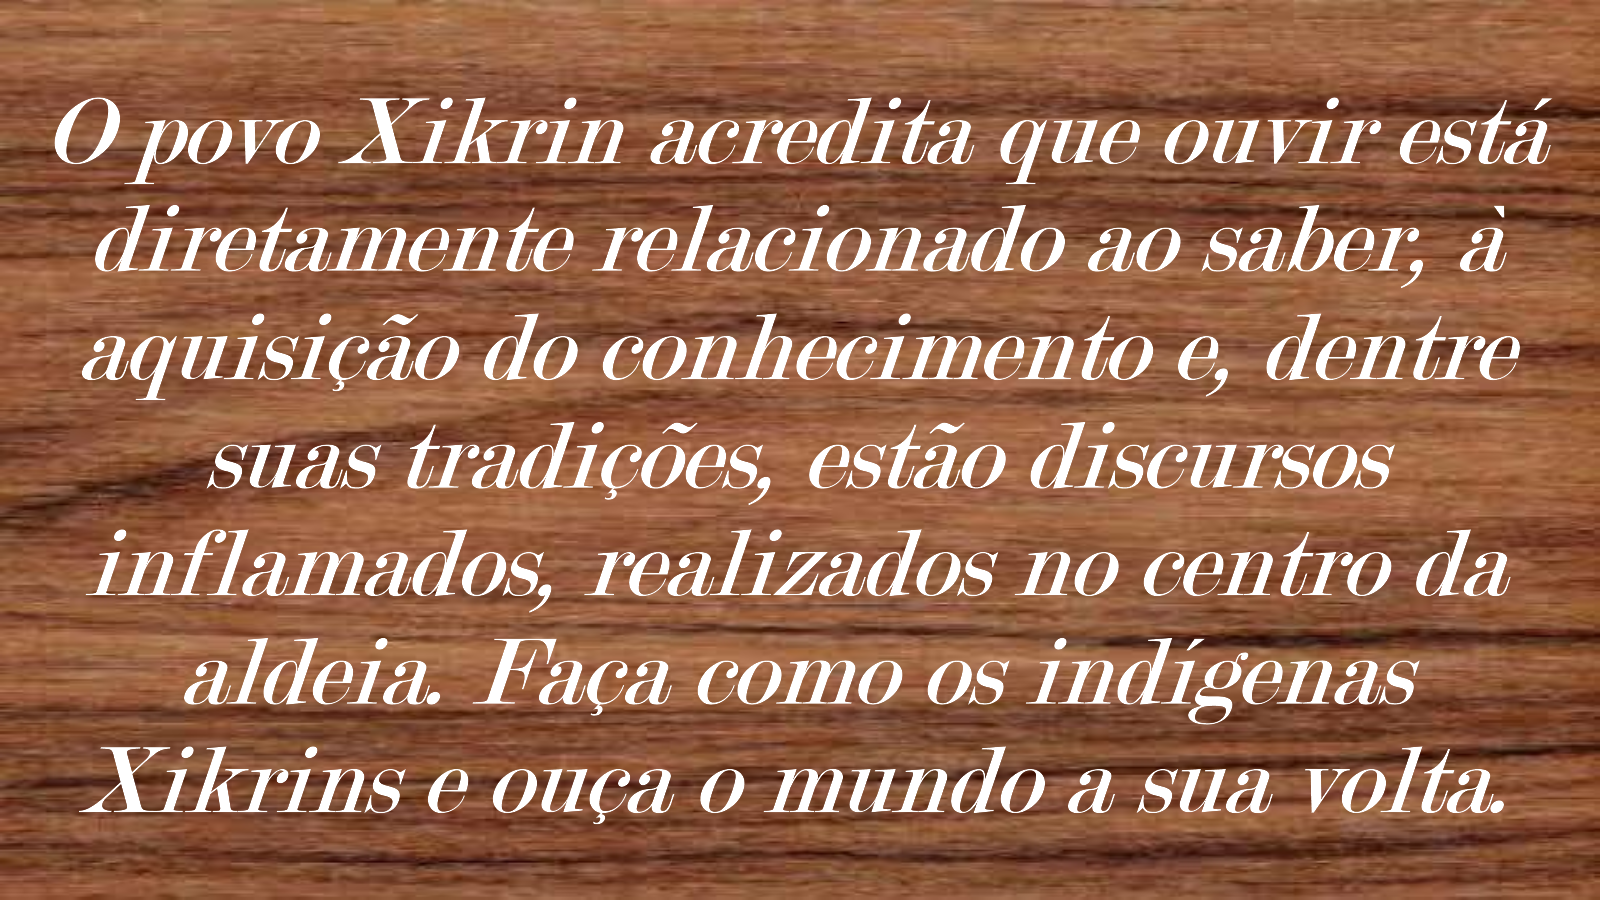 O povo Xikrin acredita que ouvir está
diretamente relacionado ao saber, à
aquisição do conhecimento e, dentre
suas tradições, estão discursos
inflamados, realizados no centro da
aldeia. Faça como os indígenas
Xikrins e ouça o mundo a sua volta.